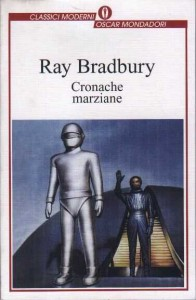 CLASSICI MODERNI
OSCAR MONDADORI
Ray Bradbury
Cronache
marziane